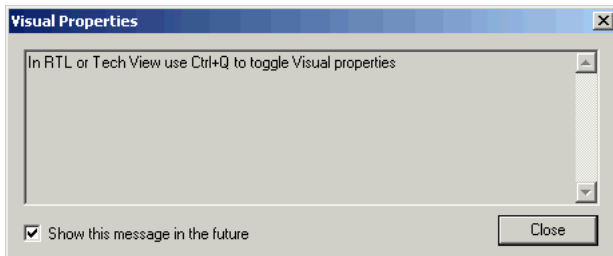 Visual Properties
In RTL or Tech View use Ctrl+Q to toggle Visual properties
Show this message in the future
Close